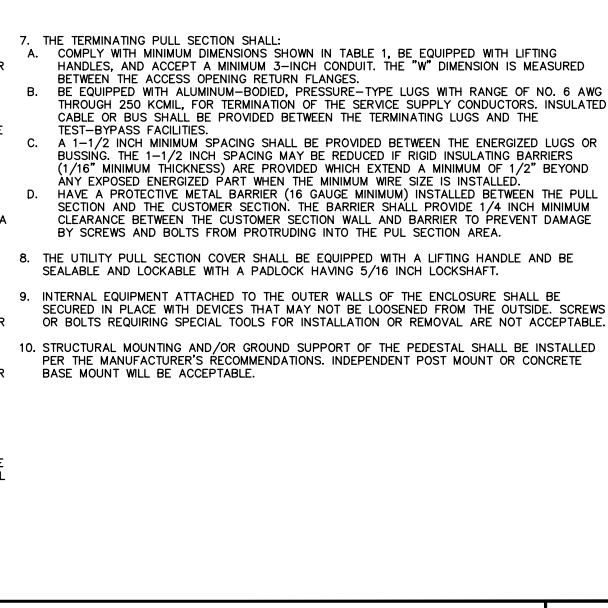 7. THE TERMINATING PULL SECTION SHALL:
A. COMPLY WITH MINIMUM DIMENSIONS SHOWN IN TABLE 1, BE EQUIPPED WITH LIFTING
R HANDLES, AND ACCEPT A MINIMUM 3-INCH CONDUIT. THE "W" DIMENSION IS MEASURED
BETWEEN THE ACCESS OPENING RETURN FLANGES.
B. BE EQUIPPED WITH ALUMINUM-BODIED, PRESSURE-TYPE LUGS WITH RANGE OF NO. 6 AWG
THROUGH 250 KCMIL, FOR TERMINATION OF THE SERVICE SUPPLY CONDUCTORS. INSULATED
CABLE OR BUS SHALL BE PROVIDED BETWEEN THE TERMINATING LUGS AND THE
E TEST-BYPASS FACILITIES.
C. A 1-1/2 INCH MINIMUM SPACING SHALL BE PROVIDED BETWEEN THE ENERGIZED LUGS OR
BUSSING. THE 1-1/2 INCH SPACING MAY BE REDUCED IF RIGID INSULATING BARRIERS
(1/16" MINIMUM THICKNESS) ARE PROVIDED WHICH EXTEND A MINIMUM OF 1/2" BEYOND
ANY EXPOSED ENERGIZED PART WHEN THE MINIMUM WIRE SIZE IS INSTALLED.
D. HAVE A PROTECTIVE METAL BARRIER (16 GAUGE MINIMUM) INSTALLED BETWEEN THE PULL
SECTION AND THE CUSTOMER SECTION. THE BARRIER SHALL PROVIDE 1/4 INCH MINIMUM
A CLEARANCE BETWEEN THE CUSTOMER SECTION WALL AND BARRIER TO PREVENT DAMAGE
BY SCREWS AND BOLTS FROM PROTRUDING INTO THE PUL SECTION AREA.
8. THE UTILITY PULL SECTION COVER SHALL BE EQUIPPED WITH A LIFTING HANDLE AND BE
SEALABLE AND LOCKABLE WITH A PADLOCK HAVING 5/16 INCH LOCKSHAFT.
9. INTERNAL EQUIPMENT ATTACHED TO THE OUTER WALLS OF THE ENCLOSURE SHALL BE
SECURED IN PLACE WITH DEVICES THAT MAY NOT BE LOOSENED FROM THE OUTSIDE. SCREWS
R OR BOLTS REQUIRING SPECIAL TOOLS FOR INSTALLATION OR REMOVAL ARE NOT ACCEPTABLE.
10. STRUCTURAL MOUNTING AND/OR GROUND SUPPORT OF THE PEDESTAL SHALL BE INSTALLED
PER THE MANUFACTURER'S RECOMMENDATIONS. INDEPENDENT POST MOUNT OR CONCRETE
R BASE MOUNT WILL BE ACCEPTABLE.
E
L